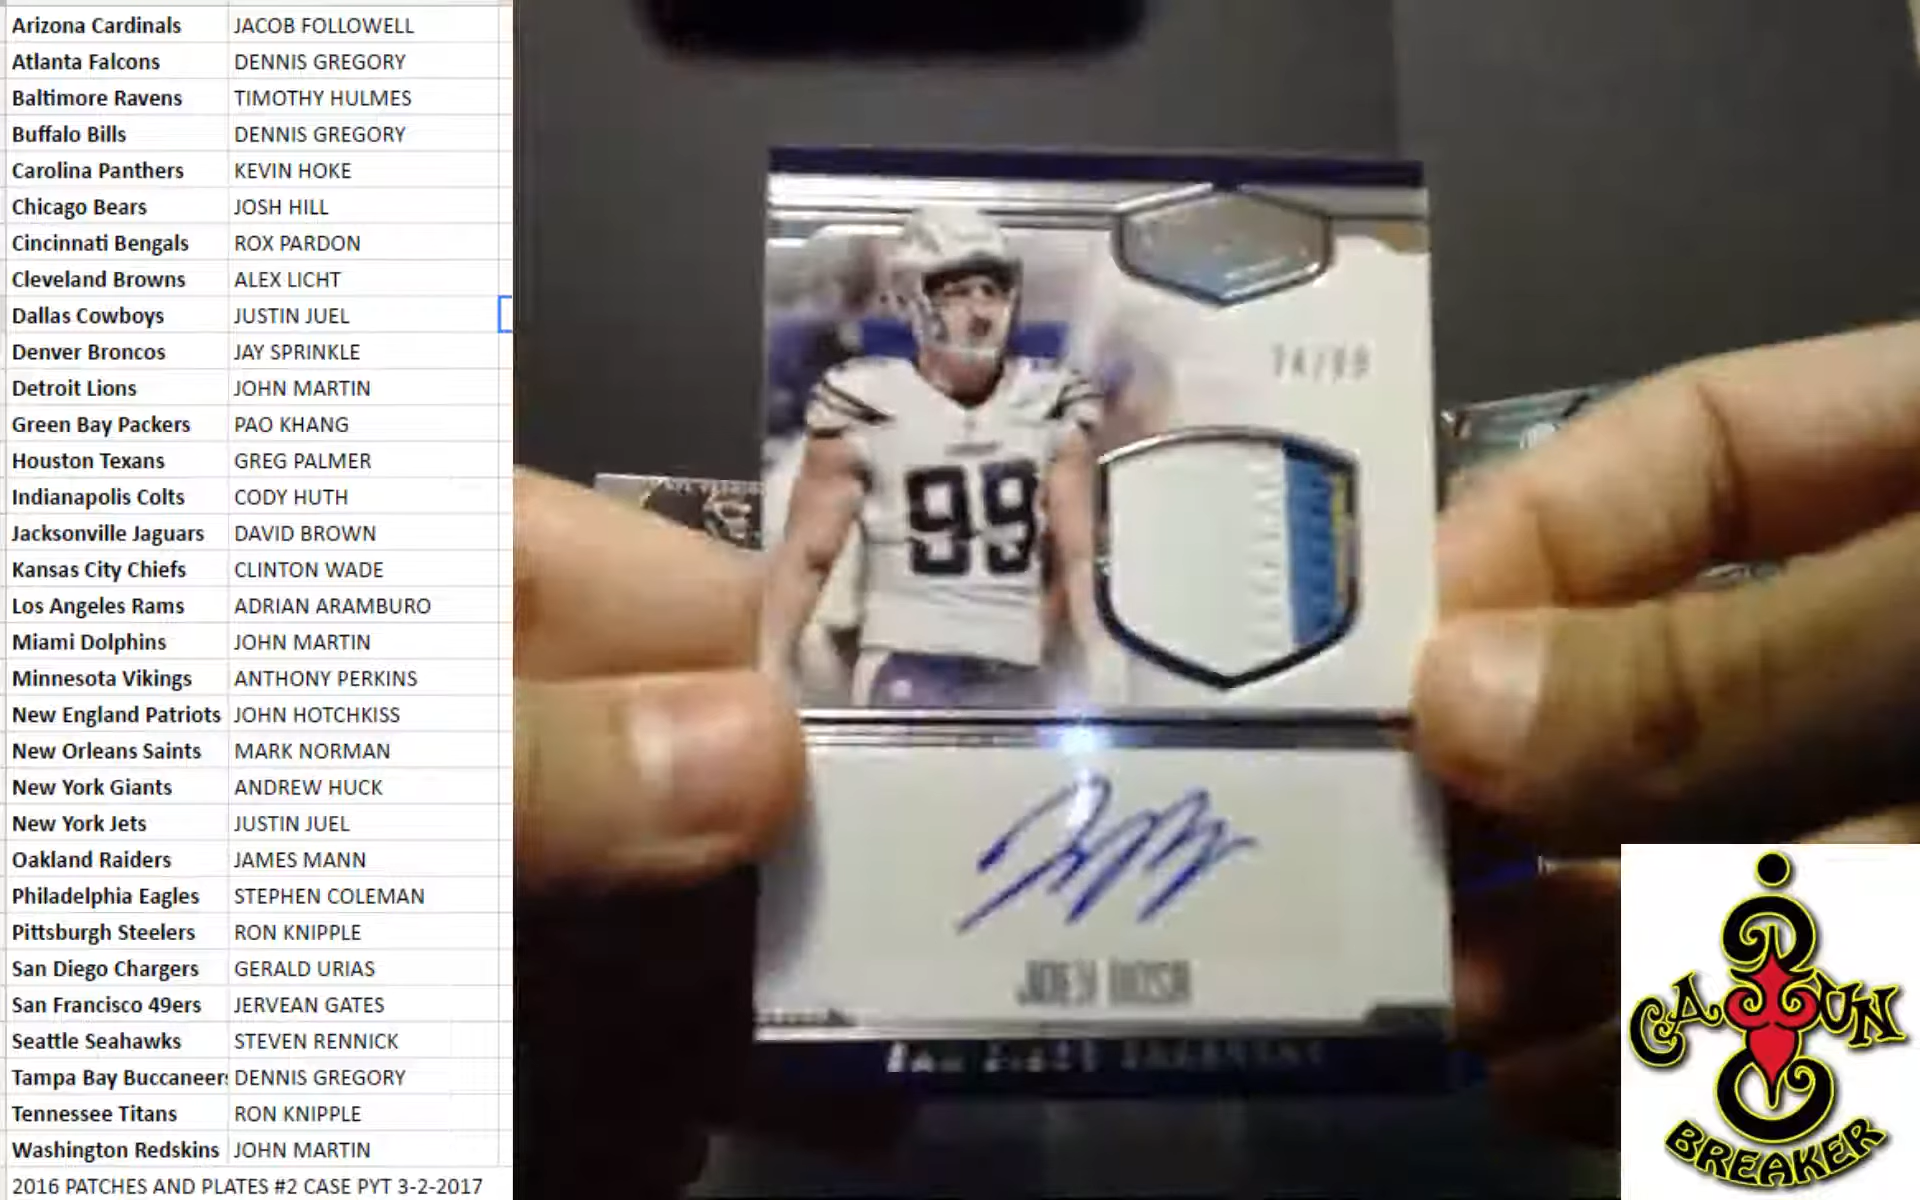 Arizona Cardinals JACOB FOLLOWELL
Atlanta Falcons DENNIS GREGORY
Baltimore Ravens TIMOTHY HULMES
Buffalo Bills DENNIS GREGORY
Carolina Panthers KEVIN HOKE
Chicago Bears JOSH HILL
Cincinnati Bengals ROX PARDON
Cleveland Browns ALEX LICHT
Dallas Cowboys JUSTIN JUEL
Denver Broncos JAY SPRINKLE
Detroit Lions JOHN MARTIN
Green Bay Packers PAO KHANG
Houston Texans GREG PALMER
Indianapolis Colts CODY HUTH
Jacksonville Jaguars DAVID BROWN
Kansas City Chiefs CLINTON WADE
Los Angeles Rams ADRIAN ARAMBURO
Miami Dolphins JOHN MARTIN
Minnesota Vikings ANTHONY PERKINS
New England Patriots JOHN HOTCHKISS
New Orleans Saints MARK NORMAN
New York Giants ANDREW HUCK
New York Jets JUSTIN JUEL
Oakland Raiders JAMES MANN
Philadelphia Eagles STEPHEN COLEMAN
Pittsburgh Steelers RON KNIPPLE
San Diego Chargers GERALD URIAS
San Francisco 49ers JERVEAN GATES
Seattle Seahawks STEVEN RENNICK
Tampa Bay Buccaneers DENNIS GREGORY
Tennessee Titans RON KNIPPLE
Washington Redskins JOHN MARTIN
2016 PATCHES AND PLATES #2 CASE PYT 3-2-2017
74/99
99
JOEY BOSA
CAJUN
BREAKER